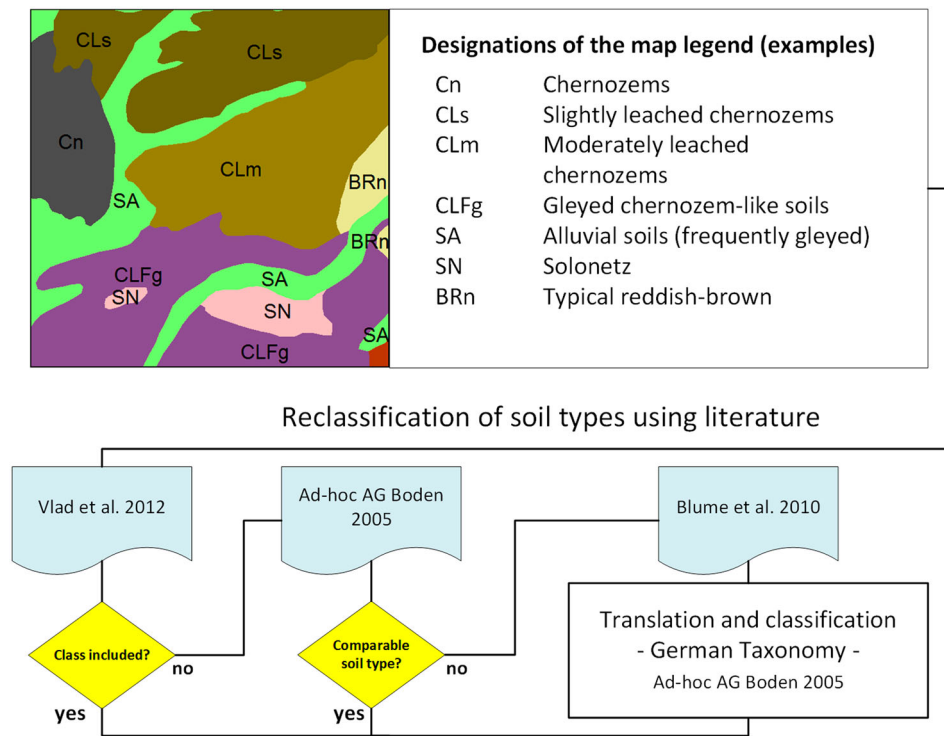 CLs
CLs
Cn
CLm
BRn
SA
BRn
CLFg
SA
SN
SN
SA
CLFg
Designations of the map legend (examples)
Cn Chernozems
CLs Slightly leached chernozems
CLm Moderately leached
chernozems
CLFg Gleyed chernozem-like soils
SA Alluvial soils (frequently gleyed)
SN Solonetz
BRn Typical reddish-brown
Reclassification of soil types using literature
Vlad et al. 2012
Ad-hoc AG Boden
2005
Blume et al. 2010
Class included?
no
yes
Comparable
soil type?
no
yes
Translation and classification
- German Taxonomy -
Ad-hoc AG Boden 2005